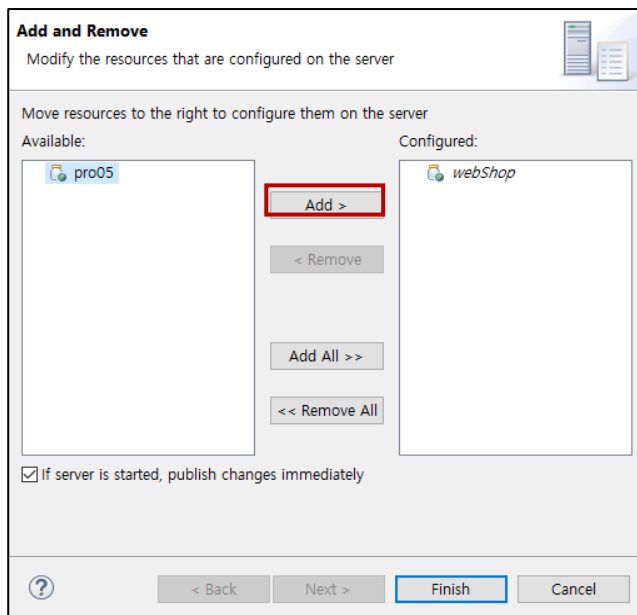 Add and Remove
Modify the resources that are configured on the server
Move resources to the right to configure them on the server
Available:
Configured:
pro05
webShop
Add >
< Remove
Add All >>
<< Remove All
If server is started, publish changes immediately
?
< Back
Next >
Finish
Cancel